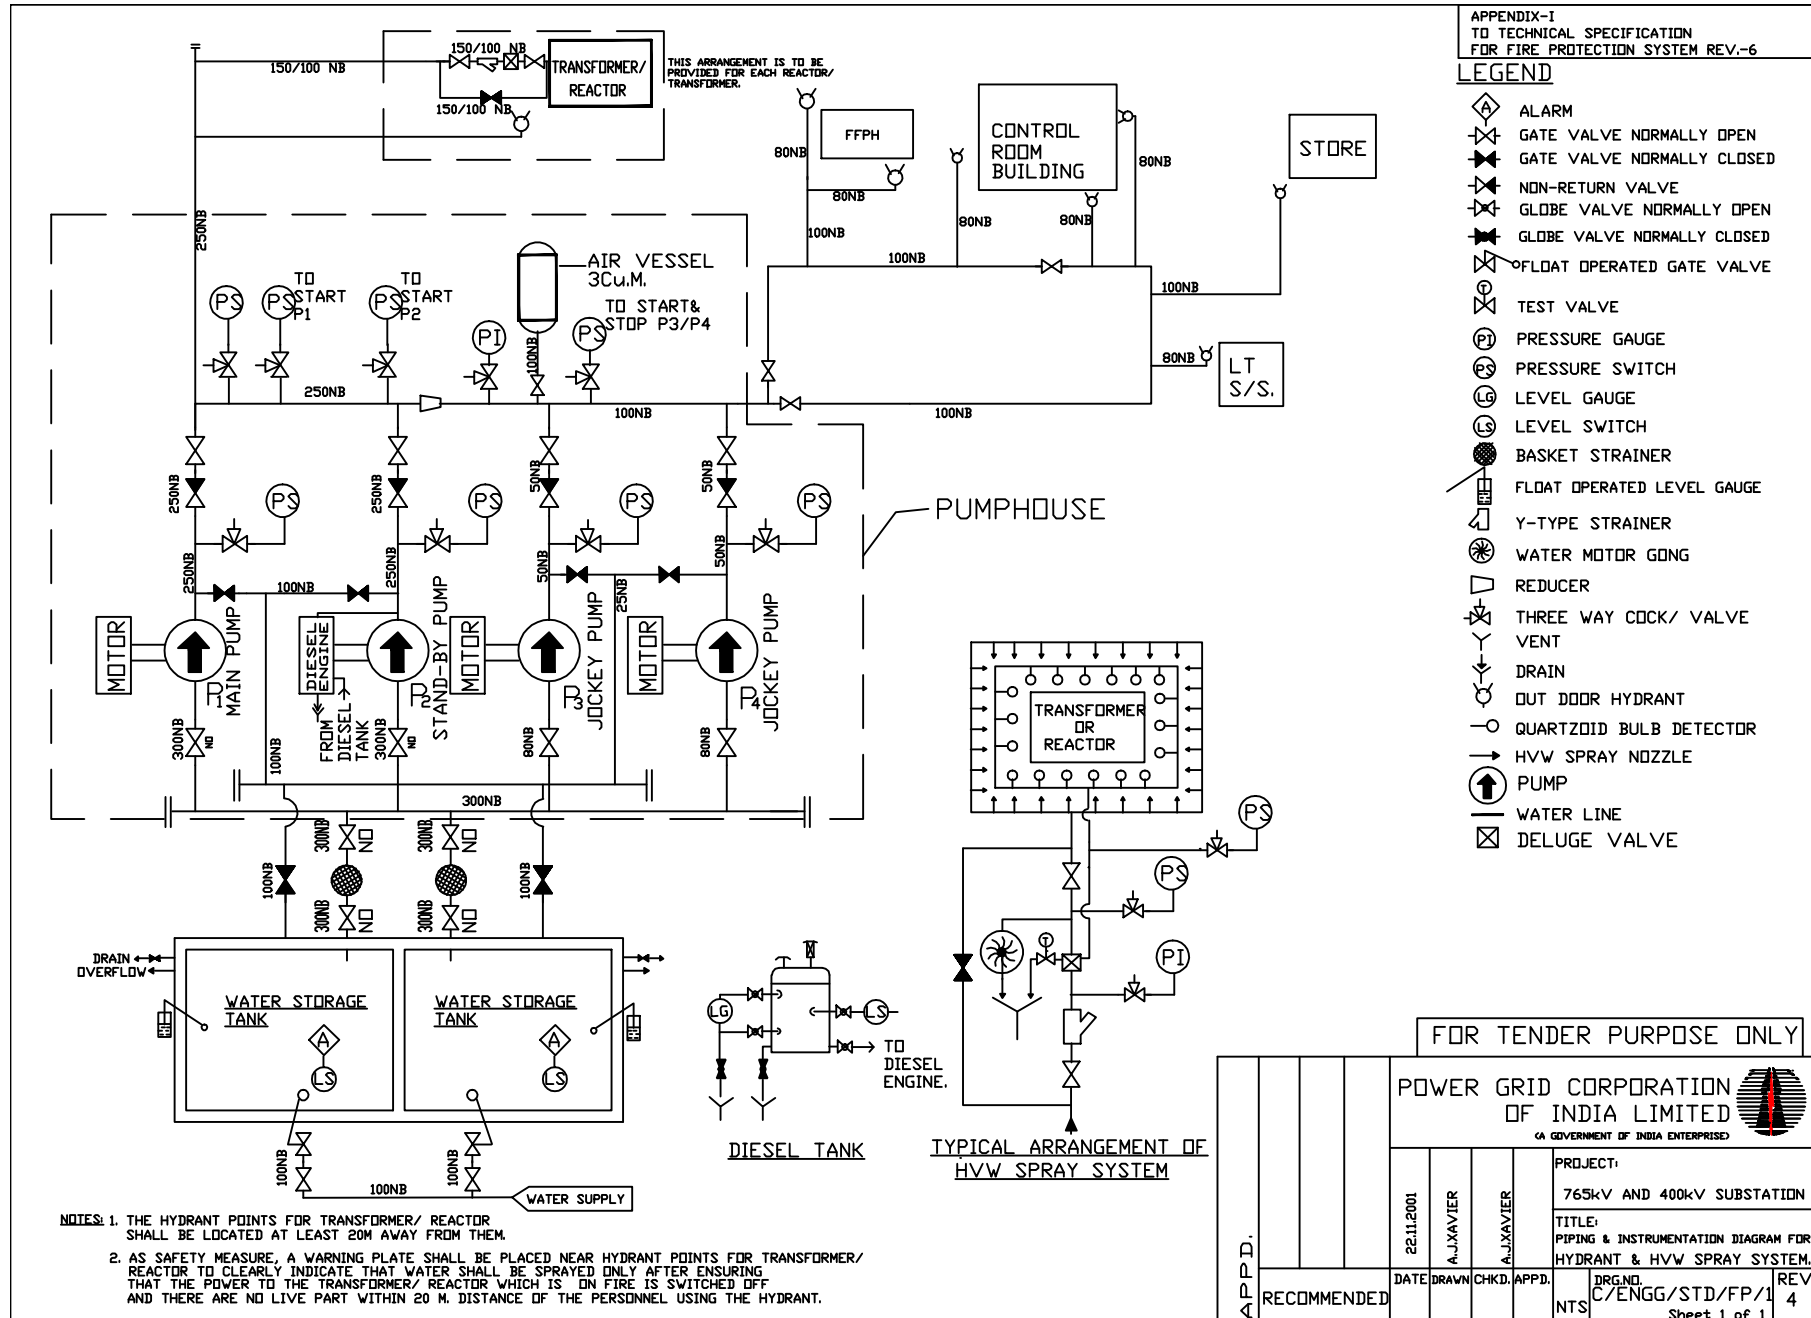 APPENDIX-I
TO TECHNICAL SPECIFICATION
FOR FIRE PROTECTION SYSTEM REV.-6
LEGEND
ALARM
GATE VALVE NORMALLY OPEN
GATE VALVE NORMALLY CLOSED
NON-RETURN VALVE
GLOBE VALVE NORMALLY OPEN
GLOBE VALVE NORMALLY CLOSED
FLOAT OPERATED GATE VALVE
TEST VALVE
PRESSURE GAUGE
PRESSURE SWITCH
LEVEL GAUGE
LEVEL SWITCH
BASKET STRAINER
FLOAT OPERATED LEVEL GAUGE
Y-TYPE STRAINER
WATER MOTOR GONG
REDUCER
THREE WAY COCK/ VALVE
VENT
DRAIN
OUT DOOR HYDRANT
QUARTZOID BULB DETECTOR
HVW SPRAY NOZZLE
PUMP
WATER LINE
DELUGE VALVE
A
T
PI
PS
LG
LS
150/100 NB
150/100 NB
150/100 NB
TRANSFORMER/
REACTOR
THIS ARRANGEMENT IS TO BE
PROVIDED FOR EACH REACTOR/
TRANSFORMER.
FFPH
CONTROL
ROOM
BUILDING
STORE
80NB
80NB
80NB
80NB
80NB
100NB
100NB
100NB
80NB
LT
S/S.
100NB
250NB
PS
PS
TO
START
P1
PS
TO
START
P2
PI
AIR VESSEL
3Cu.M.
100NB
PS
TO START&
STOP P3/P4
250NB
100NB
250NB
250NB
50NB
50NB
PS
PS
PS
PS
PUMPHOUSE
250NB
250NB
50NB
50NB
100NB
25NB
MOTOR
P1
MAIN PUMP
DIESEL
ENGINE
P2
STAND-BY PUMP
MOTOR
P3
JOCKEY PUMP
MOTOR
P4
JOCKEY PUMP
FROM
DIESEL
TANK
300NB
NO
300NB
NO
80NB
80NB
100NB
300NB
300NB
NO
300NB
NO
100NB
100NB
300NB
NO
300NB
NO
DRAIN
OVERFLOW
WATER STORAGE
TANK
A
LS
WATER STORAGE
TANK
A
LS
100NB
100NB
100NB
WATER SUPPLY
LG
LS
TO
DIESEL
ENGINE.
DIESEL TANK
TRANSFORMER
OR
REACTOR
PS
PS
T
PI
TYPICAL ARRANGEMENT OF
HVW SPRAY SYSTEM
NOTES: 1. THE HYDRANT POINTS FOR TRANSFORMER/ REACTOR
SHALL BE LOCATED AT LEAST 20M AWAY FROM THEM.
2. AS SAFETY MEASURE, A WARNING PLATE SHALL BE PLACED NEAR HYDRANT POINTS FOR TRANSFORMER/
REACTOR TO CLEARLY INDICATE THAT WATER SHALL BE SPRAYED ONLY AFTER ENSURING
THAT THE POWER TO THE TRANSFORMER/ REACTOR WHICH IS ON FIRE IS SWITCHED OFF
AND THERE ARE NO LIVE PART WITHIN 20 M. DISTANCE OF THE PERSONNEL USING THE HYDRANT.
FOR TENDER PURPOSE ONLY
POWER GRID CORPORATION
OF INDIA LIMITED
(A GOVERNMENT OF INDIA ENTERPRISE)
PROJECT:
765kV AND 400kV SUBSTATION
TITLE:
PIPING & INSTRUMENTATION DIAGRAM FOR
HYDRANT & HVW SPRAY SYSTEM.
22.11.2001
A.J.XAVIER
A.J.XAVIER
DATE DRAWN CHKD. APPD.
APPD.
RECOMMENDED
NTS
DRG.NO.
C/ENGG/STD/FP/1
Sheet 1 of 1
REV
4